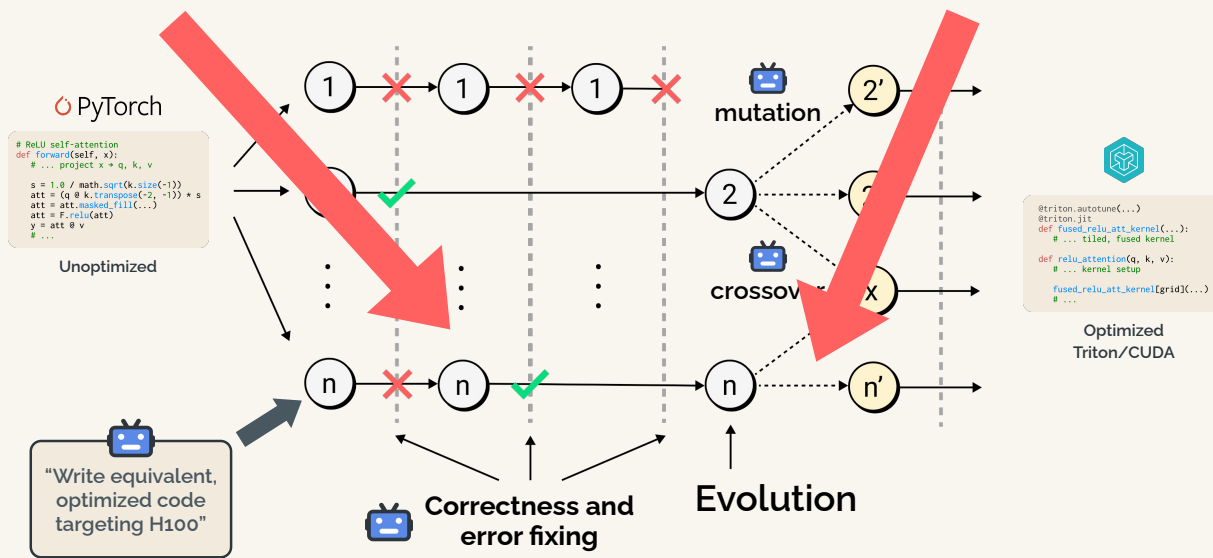 PyTorch
# ReLU self-attention
def forward(self, x):
# ... project x → q, k, v
s = 1.0 / math.sqrt(k.size(-1))
att = (q @ k.transpose(-2, -1)) * s
att = att.masked_fill(...)
att = F.relu(att)
y = att @ v
# ...
Unoptimized
1
1
1
mutation
2'
2
crossover
x
n
n
n
n'
@triton.autotune(...)
@triton.jit
def fused_relu_att_kernel(...):
# ... tiled, fused kernel
def relu_attention(q, k, v):
# ... kernel setup
fused_relu_att_kernel[grid](...)
# ...
Optimized
Triton/CUDA
“Write equivalent,
optimized code
targeting H100”
Correctness and
error fixing
Evolution